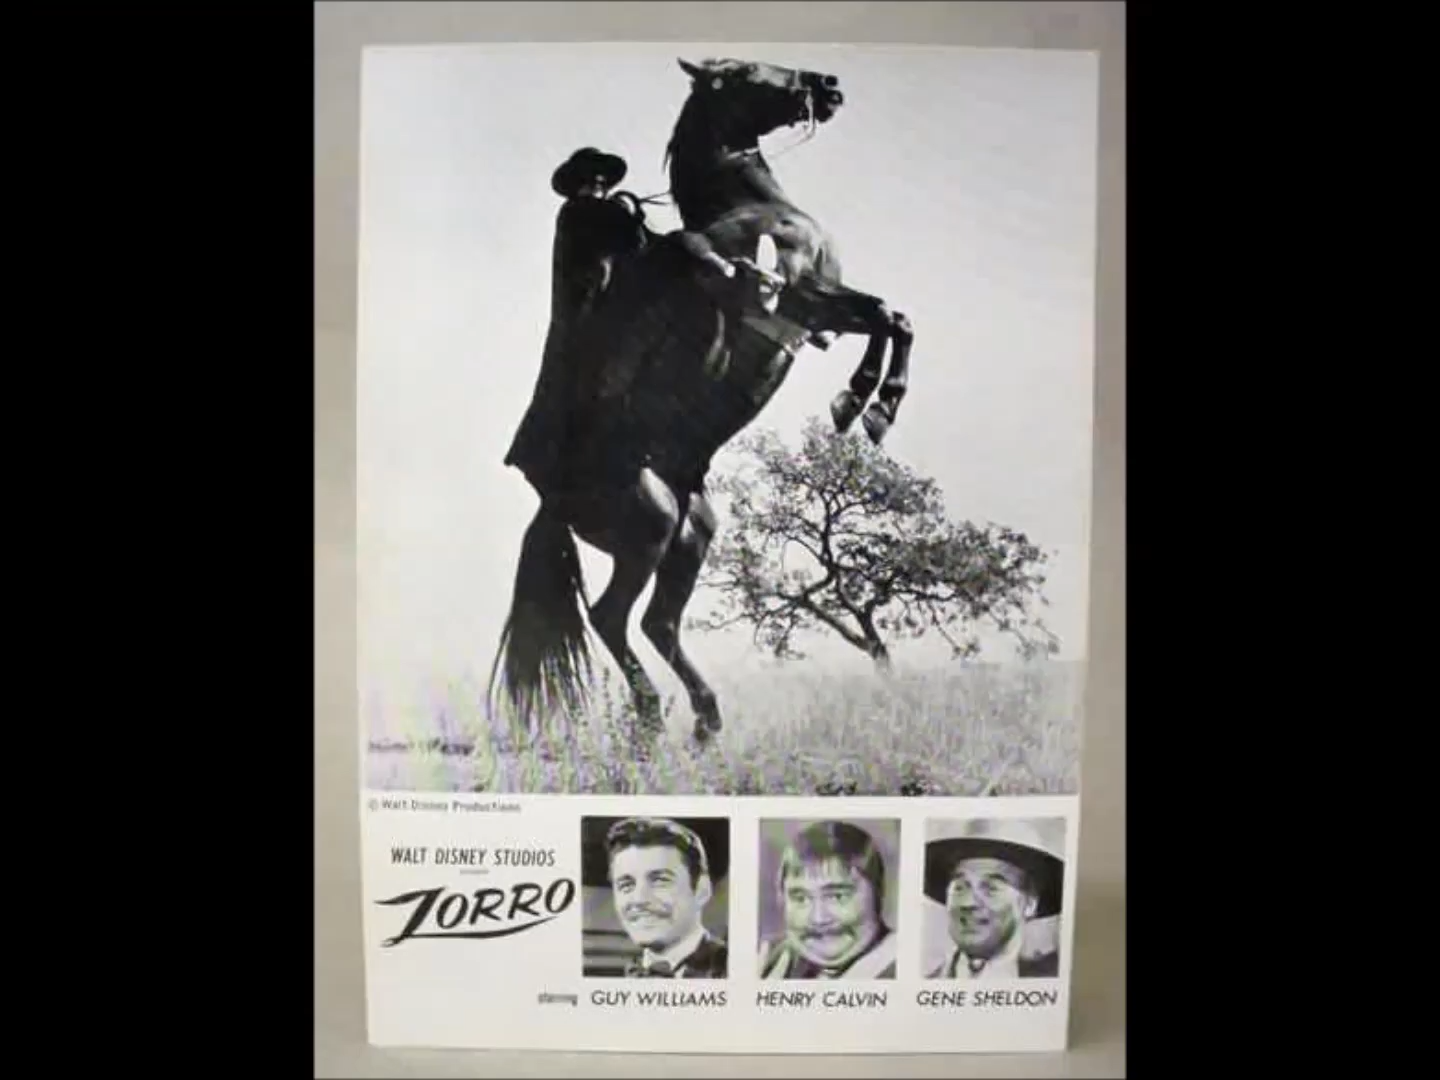 © Walt Disney Productions
WALT DISNEY STUDIOS
ZORRO
starring GUY WILLIAMS HENRY CALVIN GENE SHELDON